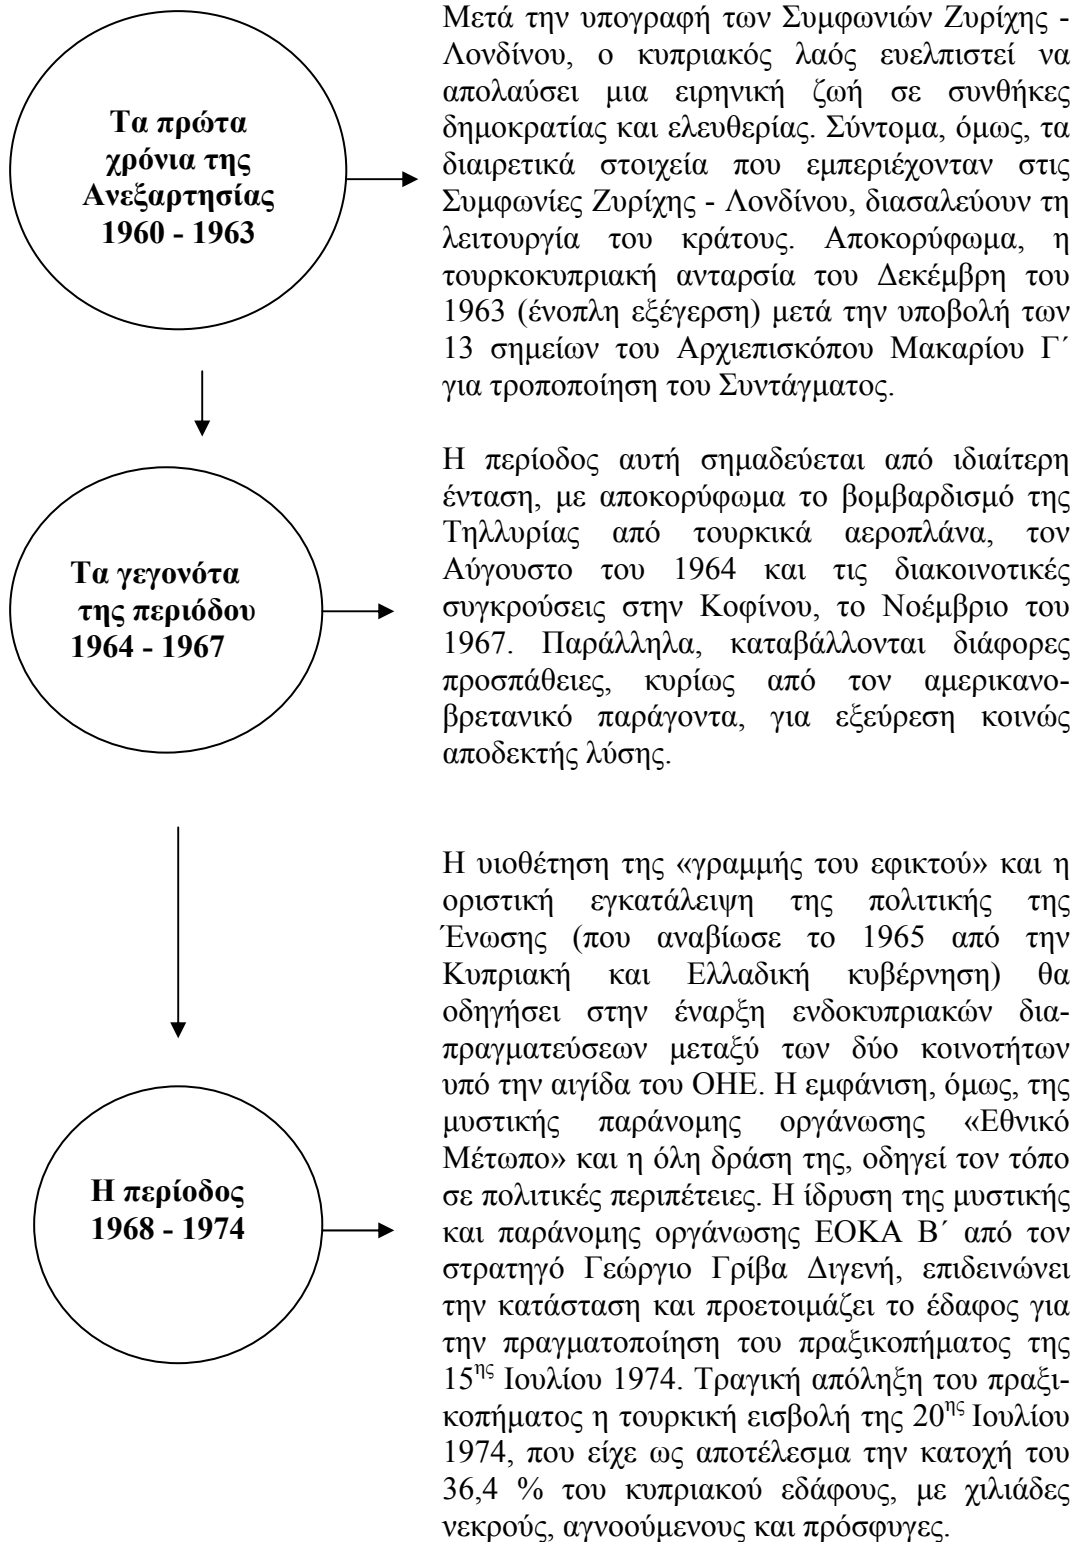 Τα πρώτα
χρόνια της
Ανεξαρτησίας
1960 - 1963
Μετά την υπογραφή των Συμφωνιών Ζυρίχης -
Λονδίνου, ο κυπριακός λαός ευελπιστεί να
απολαύσει μια ειρηνική ζωή σε συνθήκες
δημοκρατίας και ελευθερίας. Σύντομα, όμως, τα
διαιρετικά στοιχεία που εμπεριέχονταν στις
Συμφωνίες Ζυρίχης - Λονδίνου, διασαλεύουν τη
λειτουργία του κράτους. Αποκορύφωμα, η
τουρκοκυπριακή ανταρσία του Δεκέμβρη του
1963 (ένοπλη εξέγερση) μετά την υποβολή των
13 σημείων του Αρχιεπισκόπου Μακαρίου Γ΄
για τροποποίηση του Συντάγματος.
Τα γεγονότα
της περιόδου
1964 - 1967
Η περίοδος αυτή σημαδεύεται από ιδιαίτερη
ένταση, με αποκορύφωμα το βομβαρδισμό της
Τηλλυρίας από τουρκικά αεροπλάνα, τον
Αύγουστο του 1964 και τις διακοινοτικές
συγκρούσεις στην Κοφίνου, το Νοέμβριο του
1967. Παράλληλα, καταβάλλονται διάφορες
προσπάθειες, κυρίως από τον αμερικανο-
βρετανικό παράγοντα, για εξεύρεση κοινώς
αποδεκτής λύσης.
Η περίοδος
1968 - 1974
Η υιοθέτηση της «γραμμής του εφικτού» και η
οριστική εγκατάλειψη της πολιτικής της
Ένωσης (που αναβίωσε το 1965 από την
Κυπριακή και Ελλαδική κυβέρνηση) θα
οδηγήσει στην έναρξη ενδοκυπριακών δια-
πραγματεύσεων μεταξύ των δύο κοινοτήτων
υπό την αιγίδα του ΟΗΕ. Η εμφάνιση, όμως, της
μυστικής παράνομης οργάνωσης «Εθνικό
Μέτωπο» και η όλη δράση της, οδηγεί τον τόπο
σε πολιτικές περιπέτειες. Η ίδρυση της μυστικής
και παράνομης οργάνωσης ΕΟΚΑ Β΄ από τον
στρατηγό Γεώργιο Γρίβα Διγενή, επιδεινώνει
την κατάσταση και προετοιμάζει το έδαφος για
την πραγματοποίηση του πραξικοπήματος της
15ης Ιουλίου 1974. Τραγική απόληξη του πραξι-
κοπήματος η τουρκική εισβολή της 20ης Ιουλίου
1974, που είχε ως αποτέλεσμα την κατοχή του
36,4 % του κυπριακού εδάφους, με χιλιάδες
νεκρούς, αγνοούμενους και πρόσφυγες.